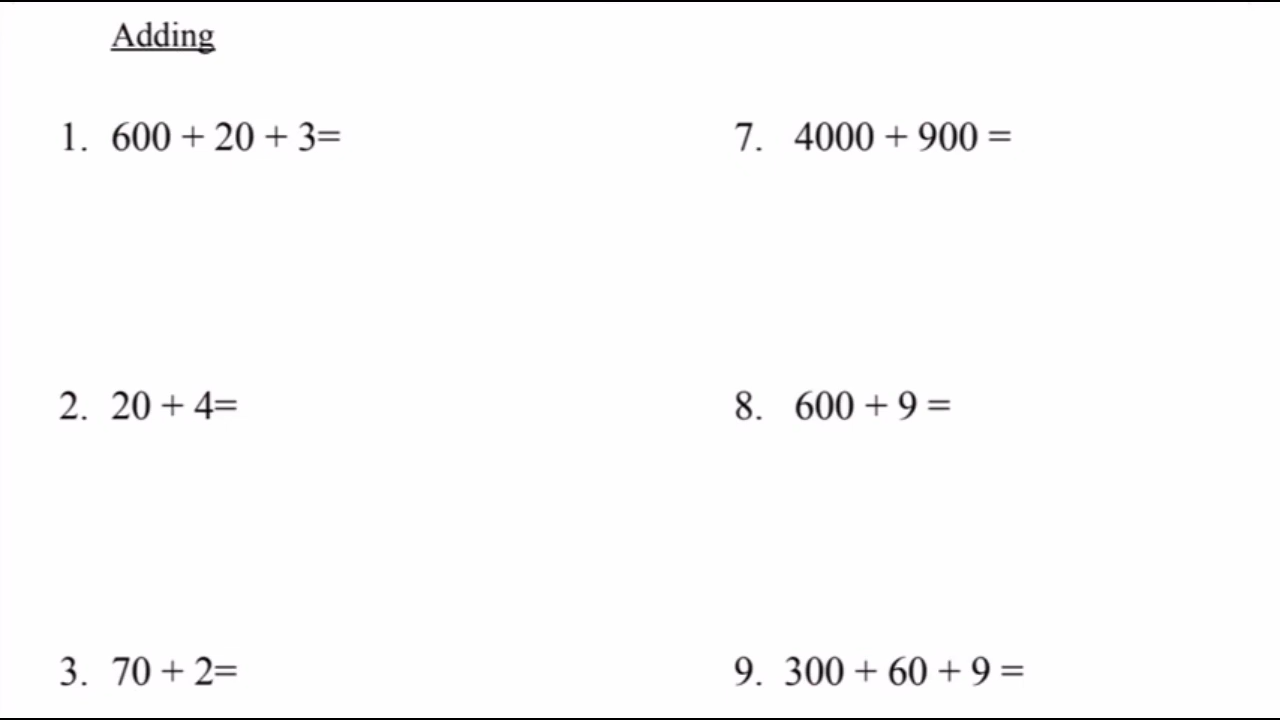 Adding
1. 600 + 20 + 3=
7. 4000 + 900 =
2. 20 + 4=
8. 600 + 9 =
3. 70 + 2=
9. 300 + 60 + 9 =